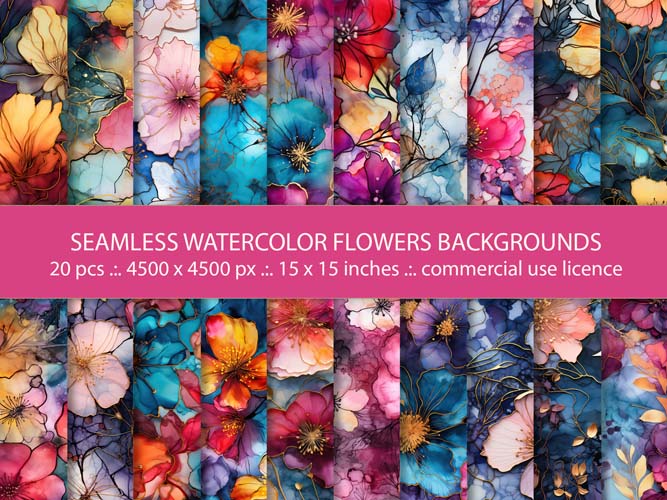 SEAMLESS WATERCOLOR FLOWERS BACKGROUNDS
20 pcs .:. 4500 x 4500 px .:. 15 x 15 inches .:. commercial use licence